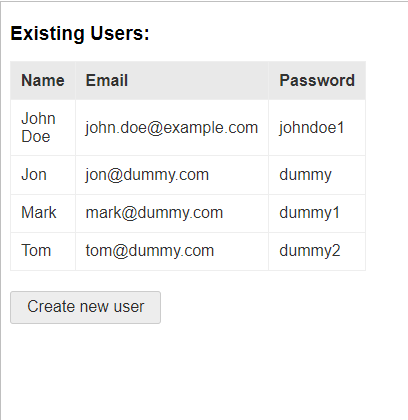 Existing Users:
Name Email Password
John Doe john.doe@example.com johndoe1
Jon jon@dummy.com dummy
Mark mark@dummy.com dummy1
Tom tom@dummy.com dummy2
Create new user